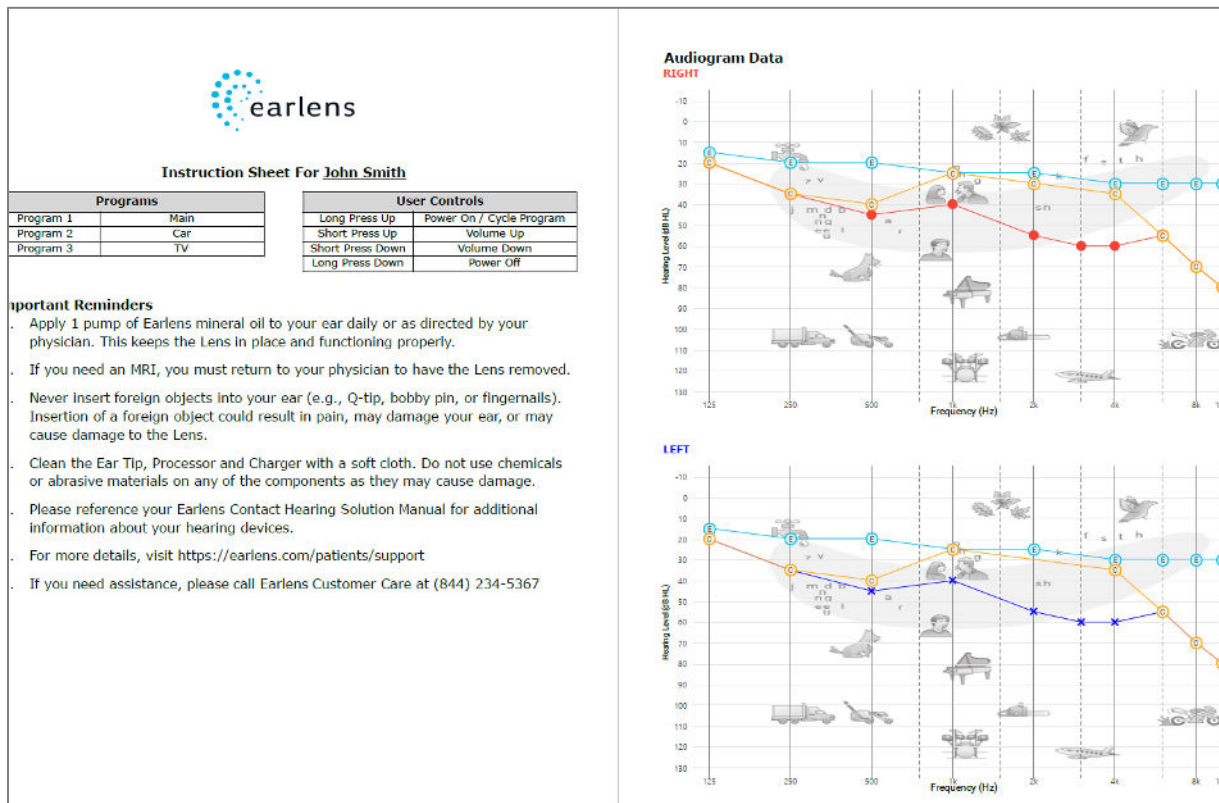 earlens
Instruction Sheet For John Smith
Programs
Program 1 Main
Program 2 Car
Program 3 TV
User Controls
Long Press Up Power On / Cycle Program
Short Press Up Volume Up
Short Press Down Volume Down
Long Press Down Power Off
mportant Reminders
. Apply 1 pump of Earlens mineral oil to your ear daily or as directed by your
physician. This keeps the Lens in place and functioning properly.
. If you need an MRI, you must return to your physician to have the Lens removed.
. Never insert foreign objects into your ear (e.g., Q-tip, bobby pin, or fingernails).
Insertion of a foreign object could result in pain, may damage your ear, or may
cause damage to the Lens.
. Clean the Ear Tip, Processor and Charger with a soft cloth. Do not use chemicals
or abrasive materials on any of the components as they may cause damage.
. Please reference your Earlens Contact Hearing Solution Manual for additional
information about your hearing devices.
. For more details, visit https://earlens.com/patients/support
. If you need assistance, please call Earlens Customer Care at (844) 234-5367
Audiogram Data
RIGHT
-10
0
10
20
30
40
50
60
70
80
90
100
110
120
130
Hearing Level (dB HL)
f s t h
r v
g k
j m d b
n
ng
e g l a r
sh
125 250 500 1k 2k 4k 8k
Frequency (Hz)
LEFT
-10
0
10
20
30
40
50
60
70
80
90
100
110
120
130
Hearing Level (dB HL)
f s t h
r v
g k
j m d b
n
ng
e g l a r
sh
125 250 500 1k 2k 4k 8k
Frequency (Hz)